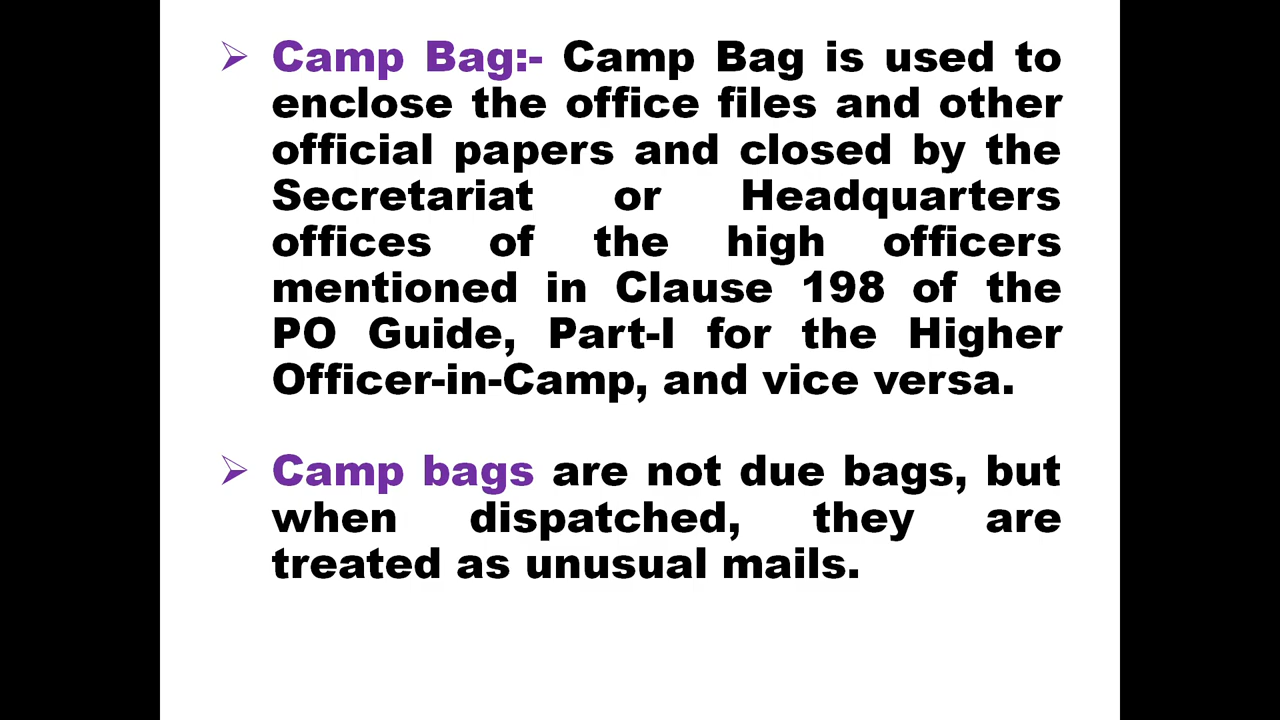 ➢ Camp Bag:- Camp Bag is used to
enclose the office files and other
official papers and closed by the
Secretariat or Headquarters
offices of the high officers
mentioned in Clause 198 of the
PO Guide, Part-I for the Higher
Officer-in-Camp, and vice versa.
➢ Camp bags are not due bags, but
when dispatched, they are
treated as unusual mails.